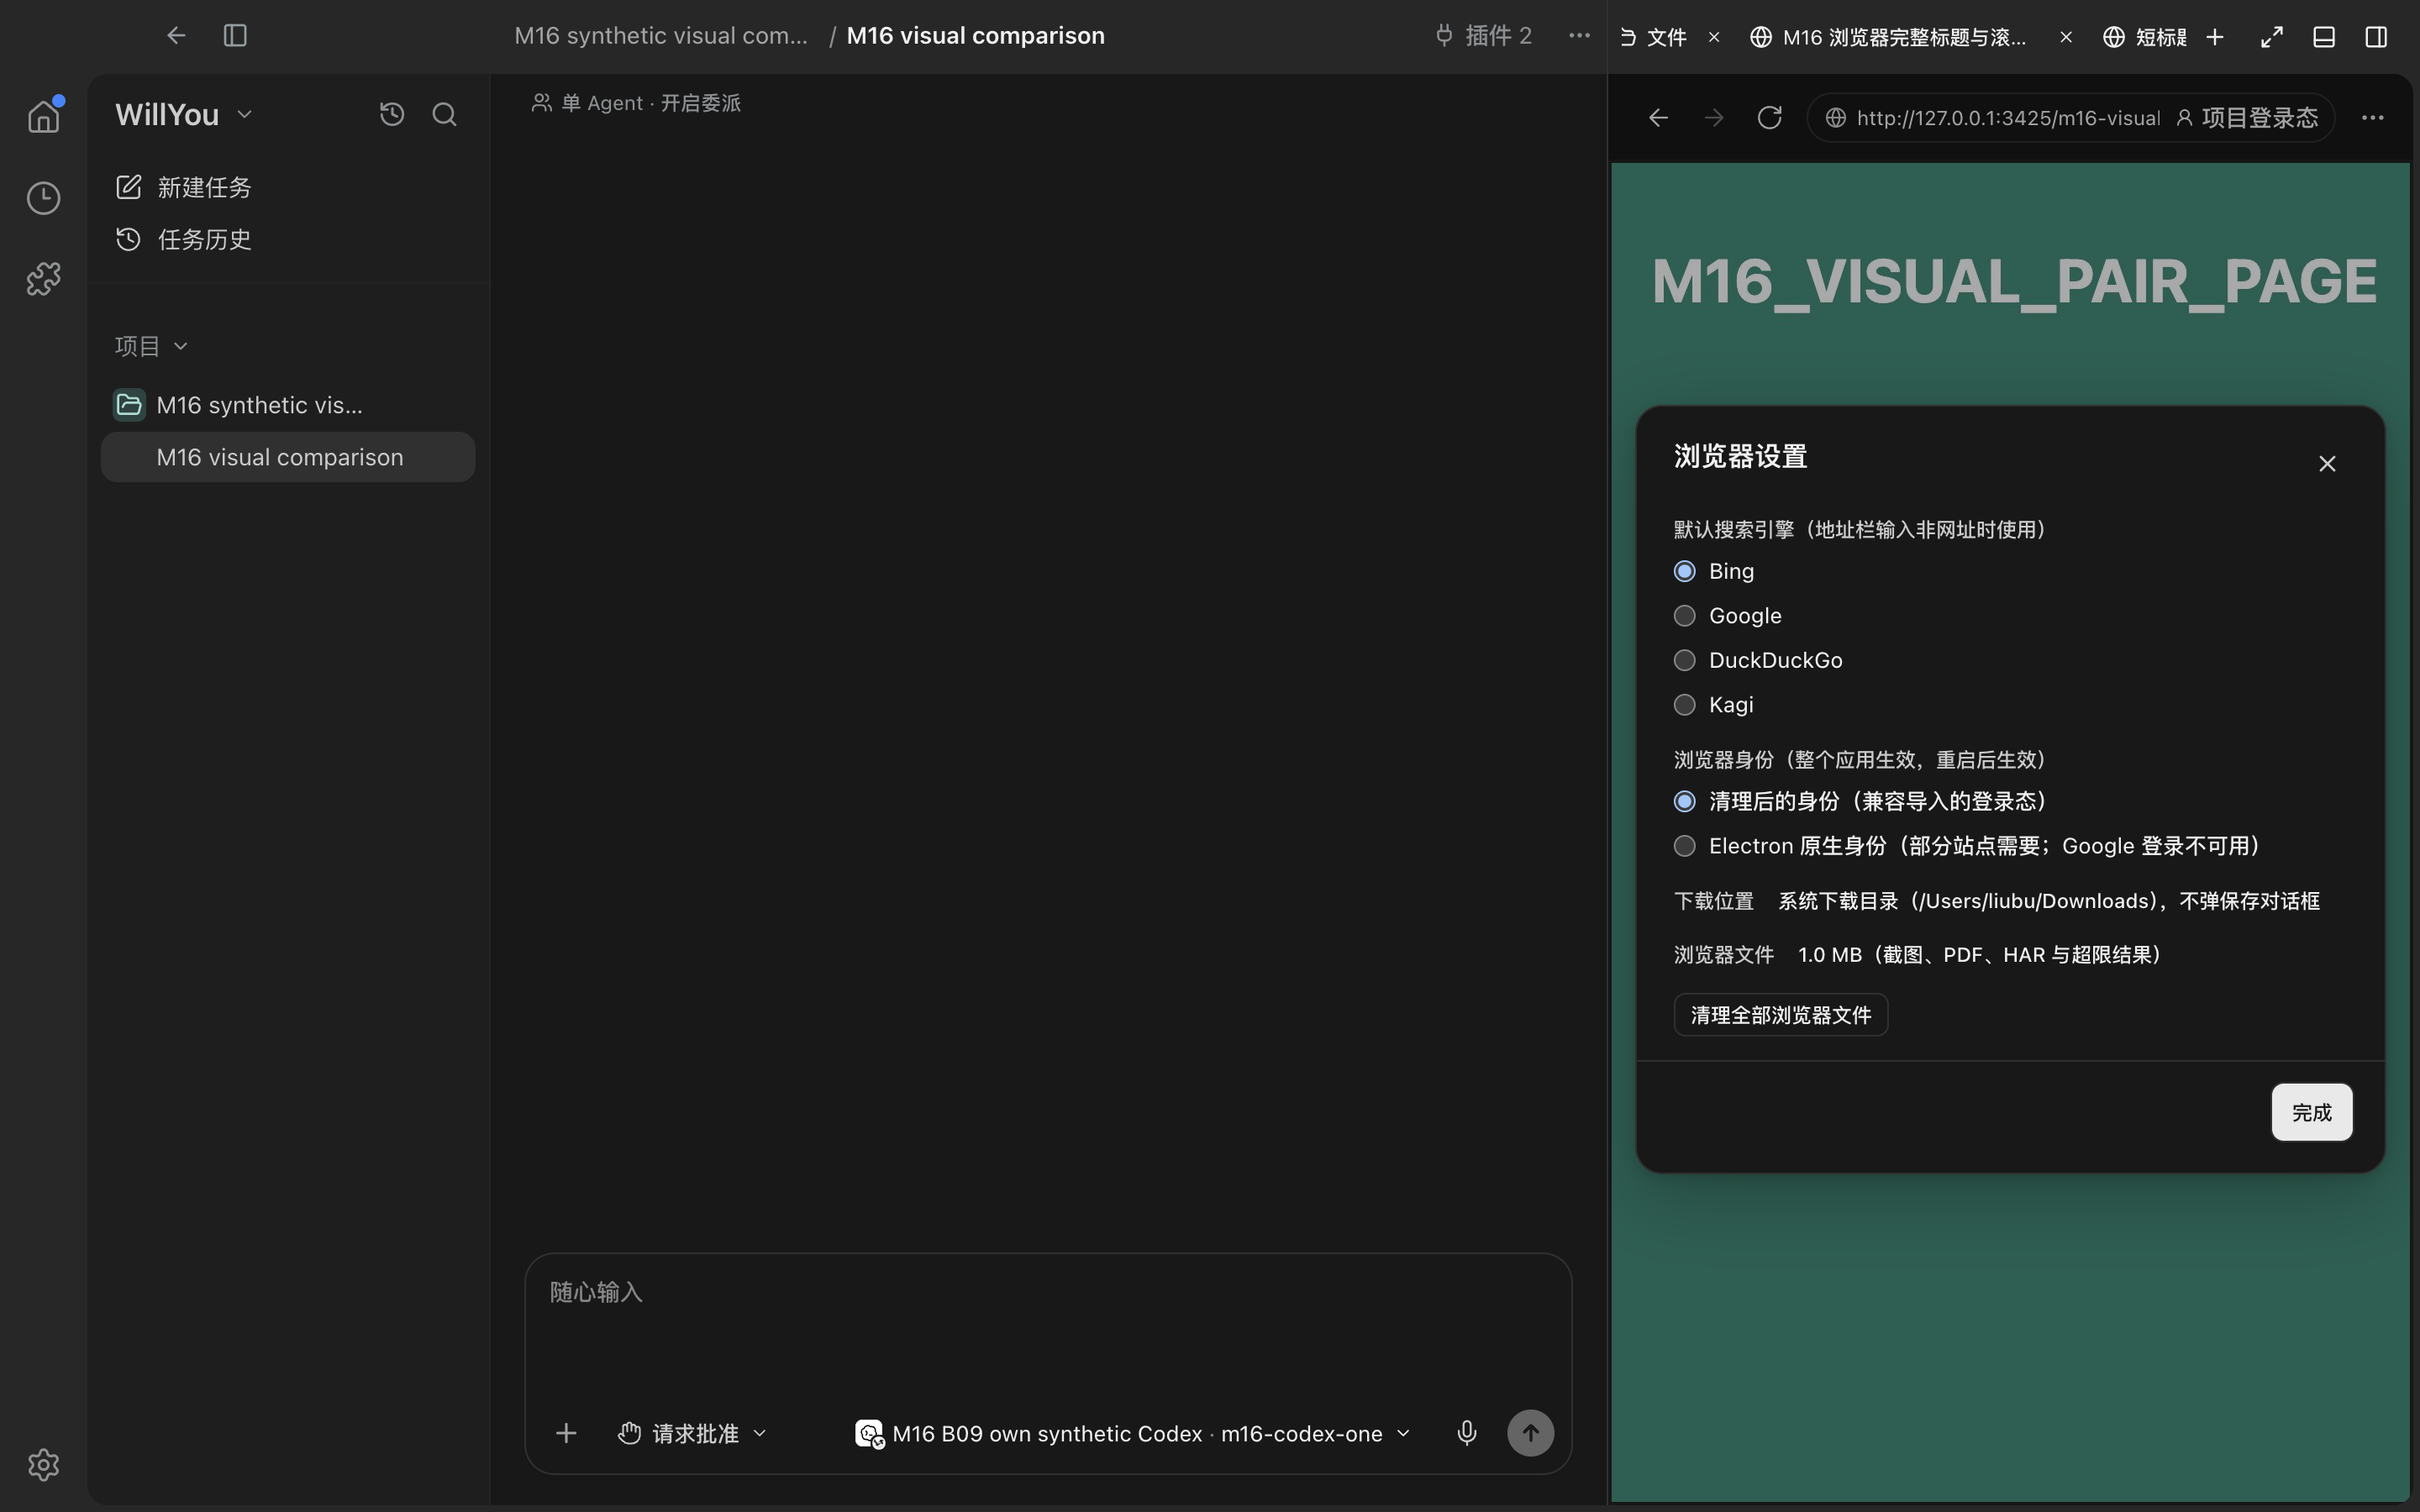 M16 synthetic visual com... / M16 visual comparison
插件 2
文件
M16 浏览器完整标题与滚...
短标题
WillYou
新建任务
任务历史
项目
M16 synthetic vis...
M16 visual comparison
单 Agent · 开启委派
随心输入
请求批准
M16 B09 own synthetic Codex · m16-codex-one
http://127.0.0.1:3425/m16-visual
项目登录态
M16_VISUAL_PAIR_PAGE
浏览器设置
默认搜索引擎（地址栏输入非网址时使用）
Bing
Google
DuckDuckGo
Kagi
浏览器身份（整个应用生效，重启后生效）
清理后的身份（兼容导入的登录态）
Electron 原生身份（部分站点需要；Google 登录不可用）
下载位置 系统下载目录（/Users/liubu/Downloads），不弹保存对话框
浏览器文件 1.0 MB（截图、PDF、HAR 与超限结果）
清理全部浏览器文件
完成